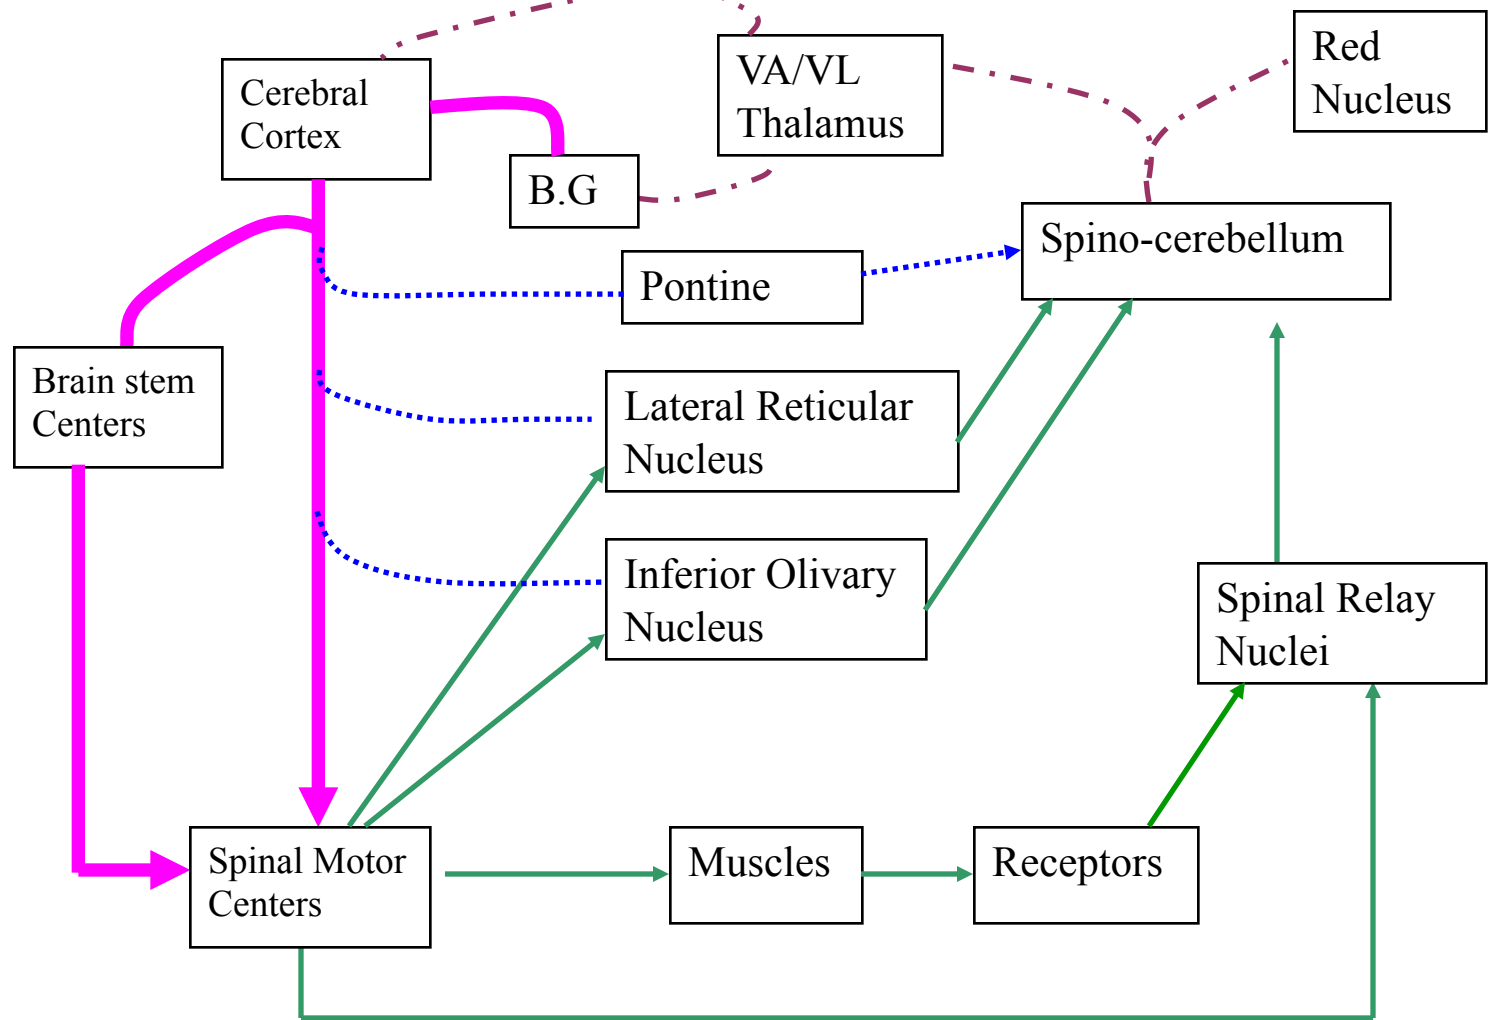 Cerebral
Cortex
VA/VL
Thalamus
Red
Nucleus
B.G
Spino-cerebellum
Pontine
Brain stem
Centers
Lateral Reticular
Nucleus
Inferior Olivary
Nucleus
Spinal Relay
Nuclei
Spinal Motor
Centers
Muscles
Receptors